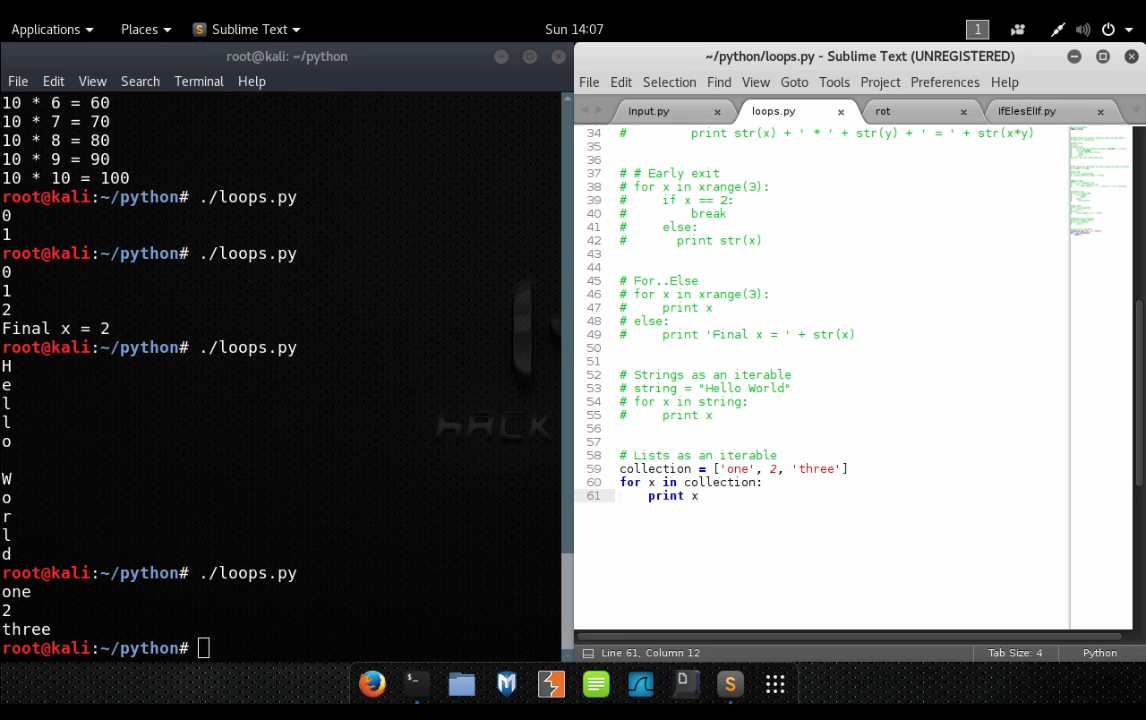 Applications Places Sublime Text Sun 14:07 1
root@kali: ~/python
File Edit View Search Terminal Help
10 * 6 = 60
10 * 7 = 70
10 * 8 = 80
10 * 9 = 90
10 * 10 = 100
root@kali:~/python# ./loops.py
0
1
root@kali:~/python# ./loops.py
0
1
2
Final x = 2
root@kali:~/python# ./loops.py
H
e
l
l
o
W
o
r
l
d
root@kali:~/python# ./loops.py
one
2
three
root@kali:~/python#
HACK
~/python/loops.py - Sublime Text (UNREGISTERED)
File Edit Selection Find View Goto Tools Project Preferences Help
Input.py loops.py rot IfElesElIf.py
34 #         print str(x) + ' * ' + str(y) + ' = ' + str(x*y)
35
36
37 # # Early exit
38 # for x in xrange(3):
39 #     if x == 2:
40 #         break
41 #     else:
42 #       print str(x)
43
44
45 # For..Else
46 # for x in xrange(3):
47 #     print x
48 # else:
49 #     print 'Final x = ' + str(x)
50
51
52 # Strings as an iterable
53 # string = "Hello World"
54 # for x in string:
55 #     print x
56
57
58 # Lists as an iterable
59 collection = ['one', 2, 'three']
60 for x in collection:
61     print x
Line 61, Column 12 Tab Size: 4 Python